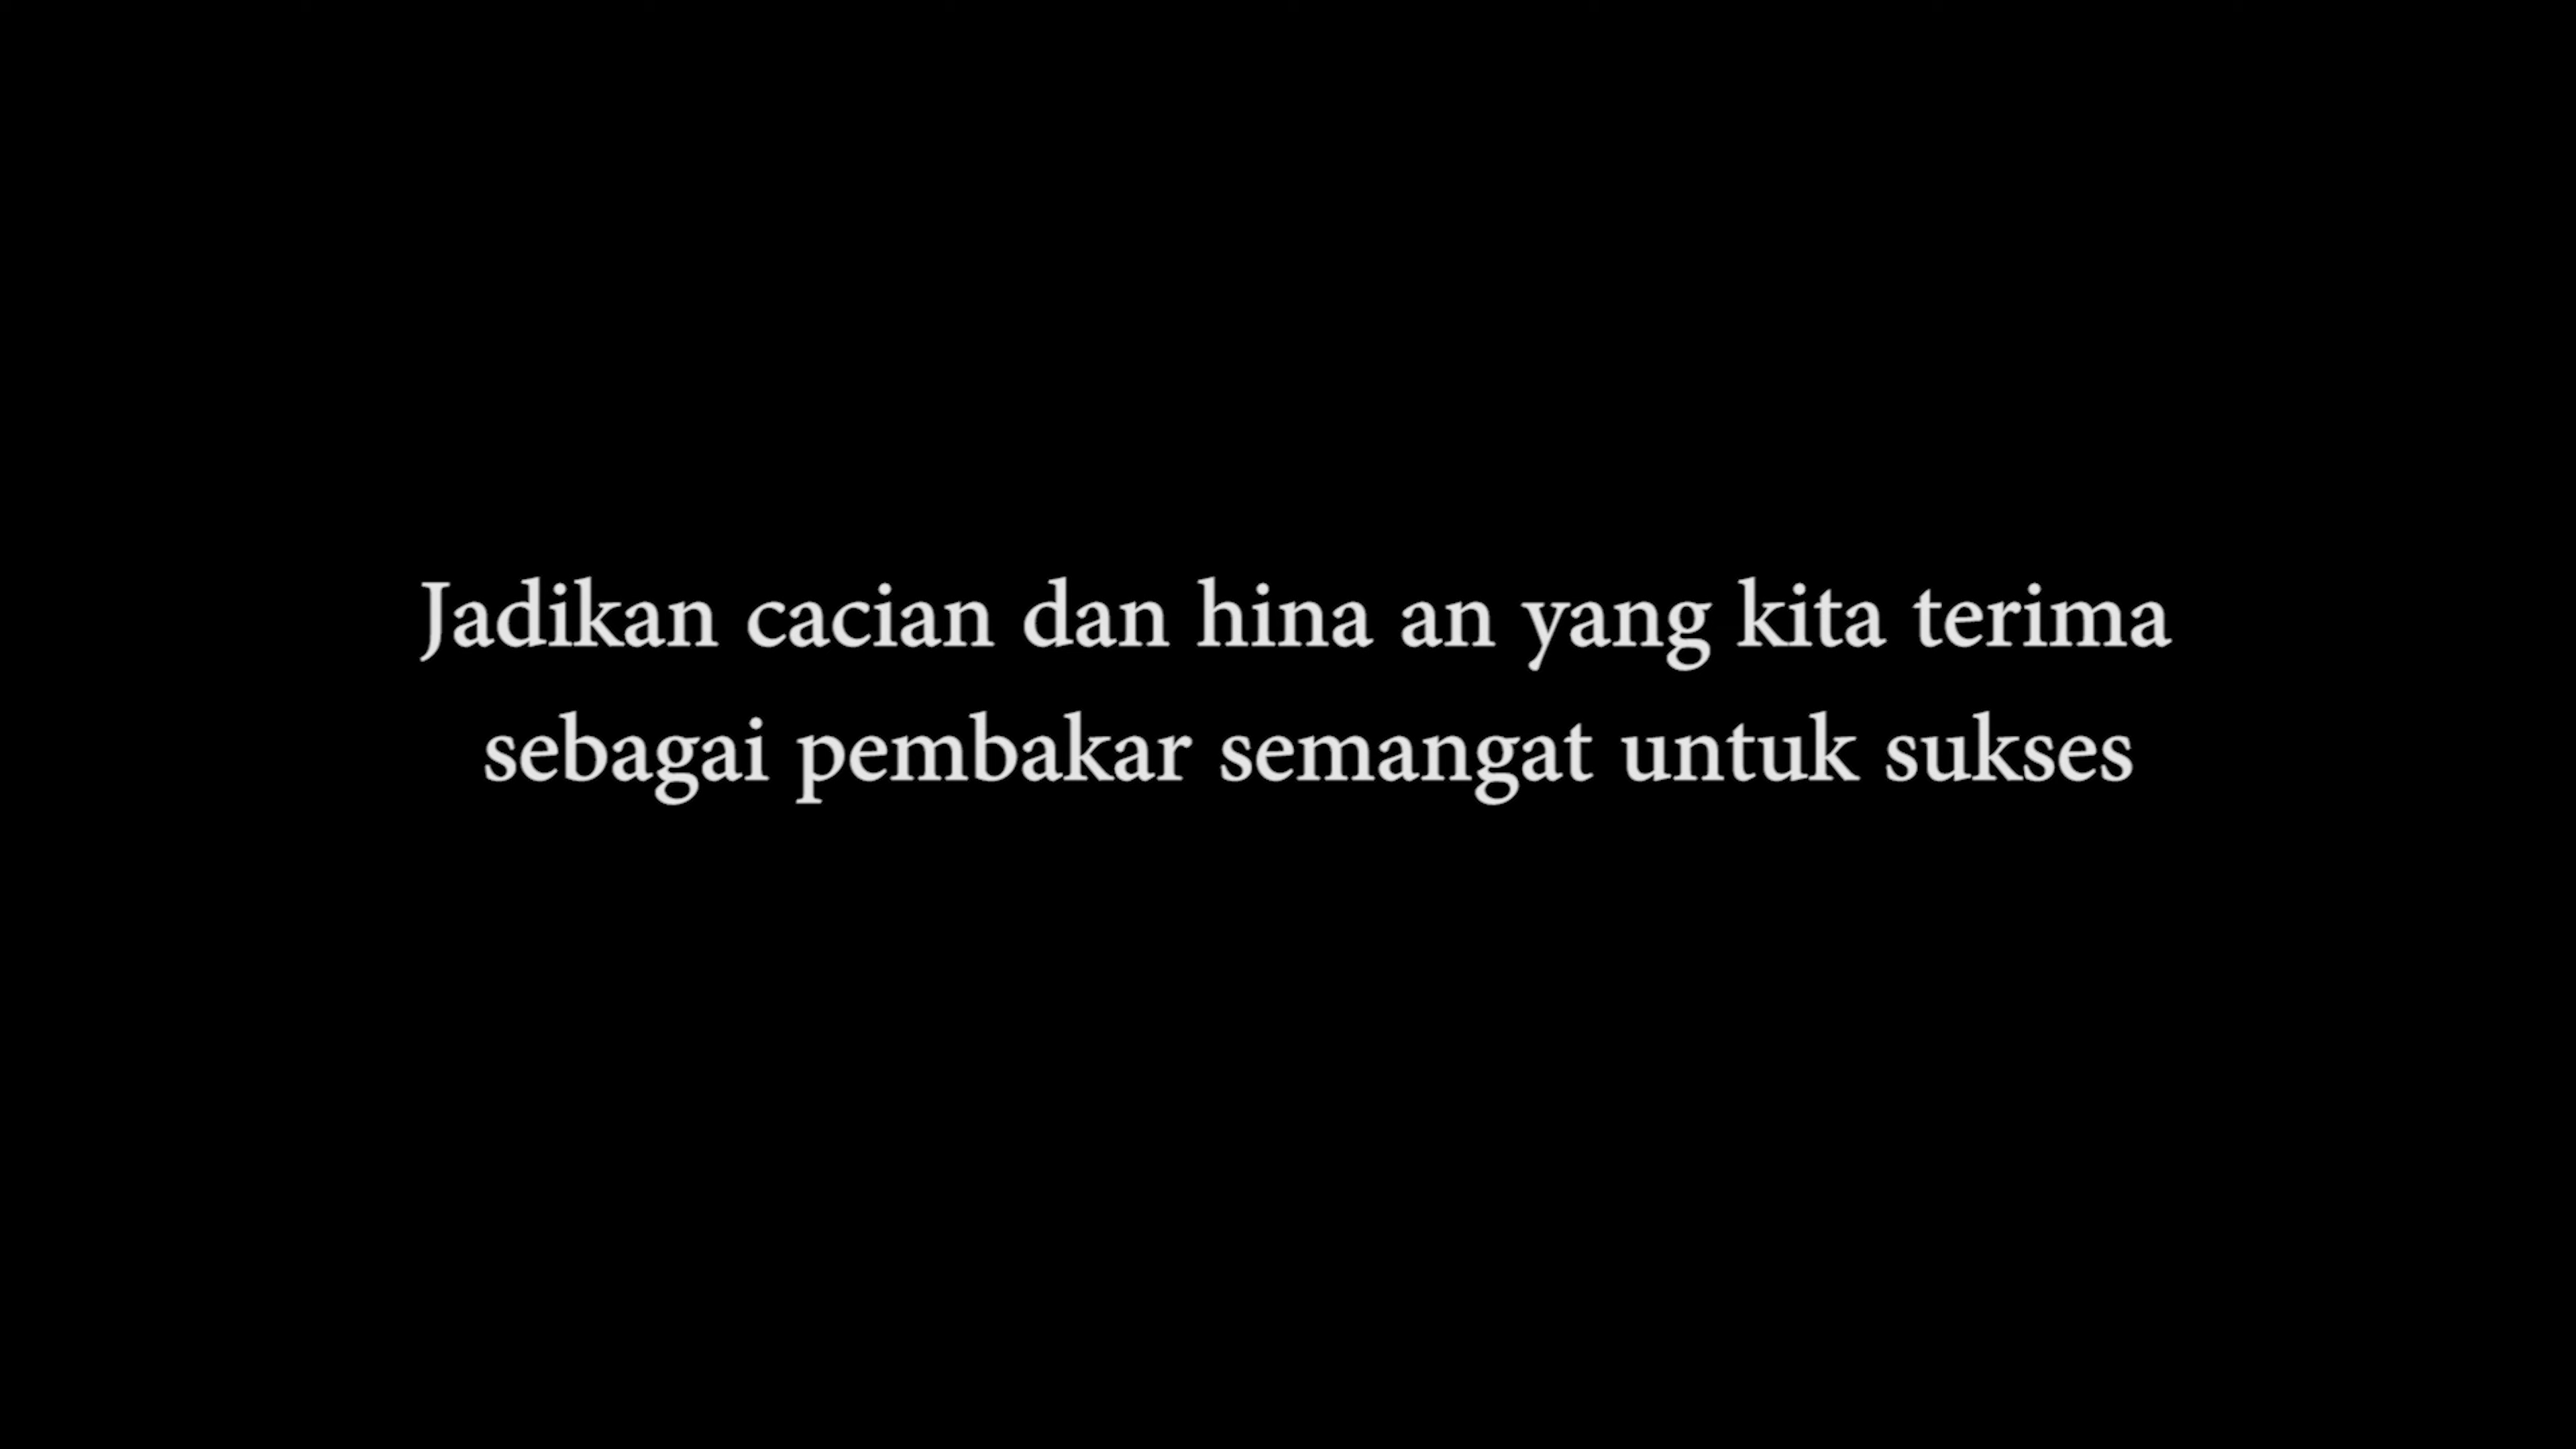 Jadikan cacian dan hina an yang kita terima
sebagai pembakar semangat untuk sukses